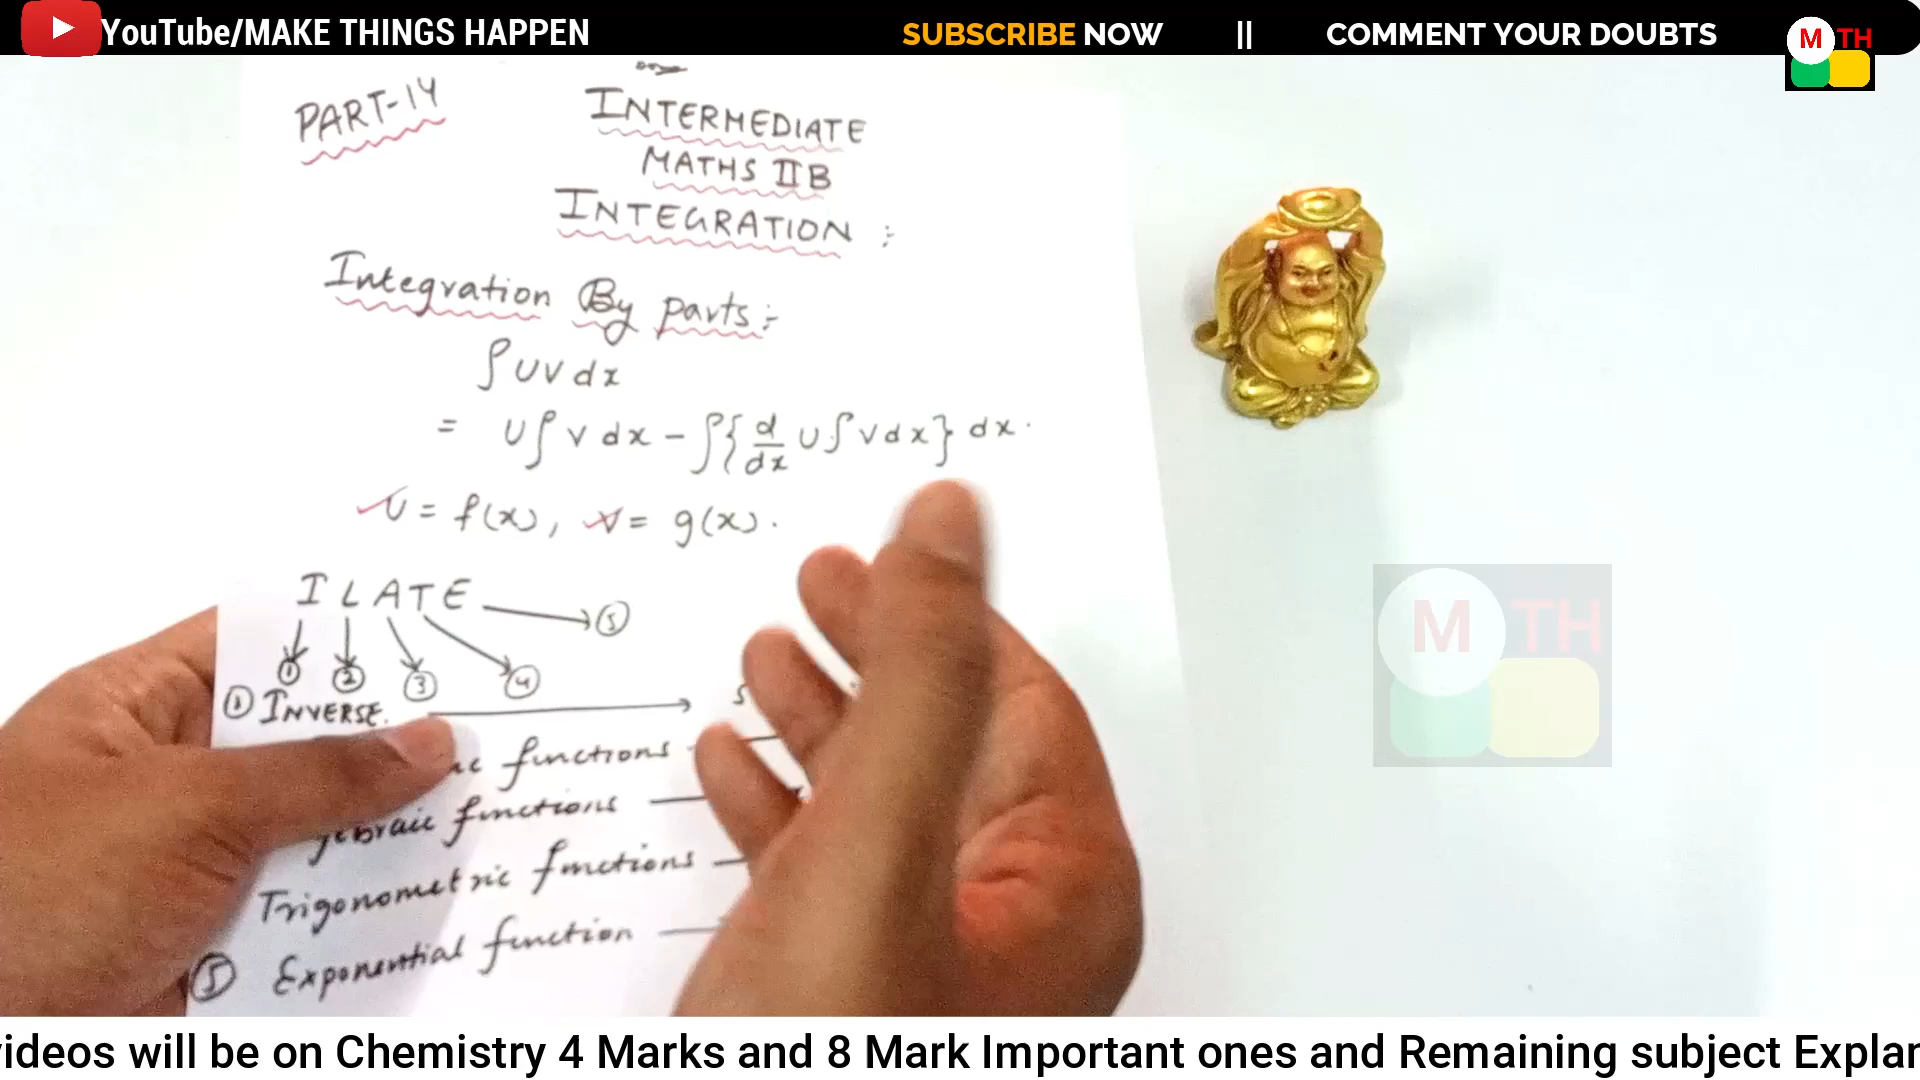 YouTube/MAKE THINGS HAPPEN
SUBSCRIBE NOW || COMMENT YOUR DOUBTS
M TH
PART-14
INTERMEDIATE
MATHS IIB
INTEGRATION :
Integration By parts :-
∫ UV dx
= U ∫ V dx - ∫ { d/dx U ∫ V dx } dx.
U = f(x), V = g(x).
I L A T E → ⑤
① ② ③ ④
① INVERSE. →
functions
functions
Trigonometric functions
⑤ Exponential function
M TH
videos will be on Chemistry 4 Marks and 8 Mark Important ones and Remaining subject